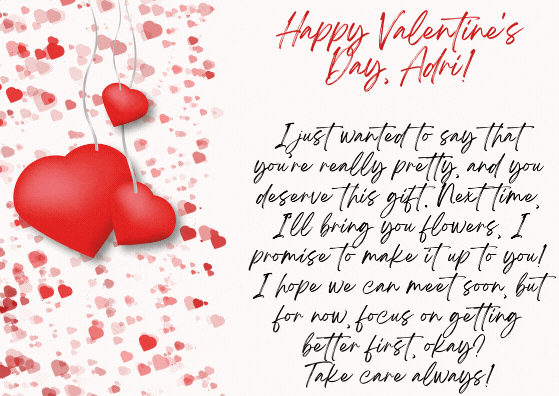 Happy Valentine's
Day, Adri!
I just wanted to say that
you're really pretty, and you
deserve this gift. Next time,
I'll bring you flowers, I
promise to make it up to you!
I hope we can meet soon, but
for now, focus on getting
better first, okay?
Take care always!